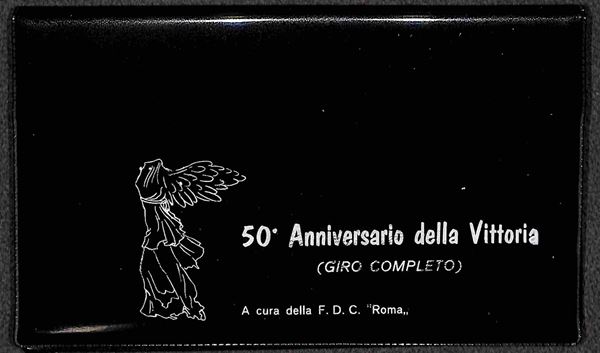 50° Anniversario della Vittoria
(GIRO COMPLETO)
A cura della F. D. C. "Roma„